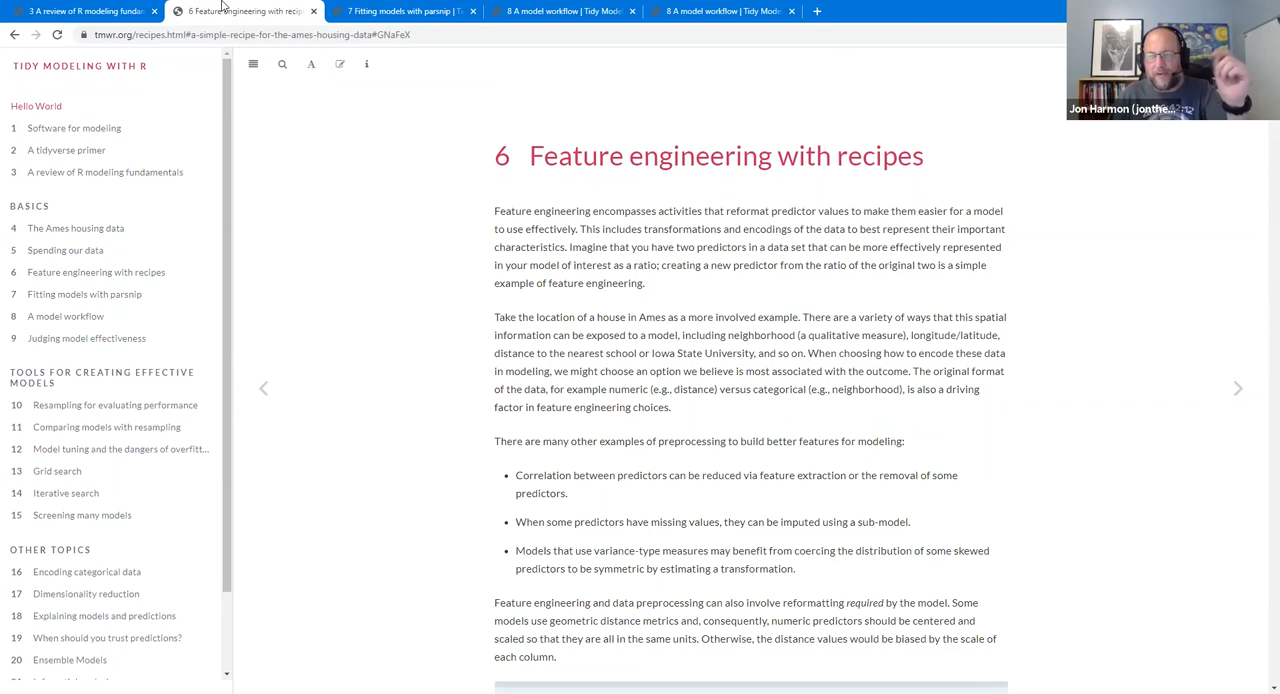 3 A review of R modeling funda
6 Feature engineering with recip
7 Fitting models with parsnip | T
8 A model workflow | Tidy Model
8 A model workflow | Tidy Mode
tmwr.org/recipes.html#a-simple-recipe-for-the-ames-housing-data#GNaFeX
Jon Harmon (jonthe...
TIDY MODELING WITH R
Hello World
1 Software for modeling
2 A tidyverse primer
3 A review of R modeling fundamentals
BASICS
4 The Ames housing data
5 Spending our data
6 Feature engineering with recipes
7 Fitting models with parsnip
8 A model workflow
9 Judging model effectiveness
TOOLS FOR CREATING EFFECTIVE
MODELS
10 Resampling for evaluating performance
11 Comparing models with resampling
12 Model tuning and the dangers of overfitt...
13 Grid search
14 Iterative search
15 Screening many models
OTHER TOPICS
16 Encoding categorical data
17 Dimensionality reduction
18 Explaining models and predictions
19 When should you trust predictions?
20 Ensemble Models
6 Feature engineering with recipes
Feature engineering encompasses activities that reformat predictor values to make them easier for a model
to use effectively. This includes transformations and encodings of the data to best represent their important
characteristics. Imagine that you have two predictors in a data set that can be more effectively represented
in your model of interest as a ratio; creating a new predictor from the ratio of the original two is a simple
example of feature engineering.
Take the location of a house in Ames as a more involved example. There are a variety of ways that this spatial
information can be exposed to a model, including neighborhood (a qualitative measure), longitude/latitude,
distance to the nearest school or Iowa State University, and so on. When choosing how to encode these data
in modeling, we might choose an option we believe is most associated with the outcome. The original format
of the data, for example numeric (e.g., distance) versus categorical (e.g., neighborhood), is also a driving
factor in feature engineering choices.
There are many other examples of preprocessing to build better features for modeling:
• Correlation between predictors can be reduced via feature extraction or the removal of some
predictors.
• When some predictors have missing values, they can be imputed using a sub-model.
• Models that use variance-type measures may benefit from coercing the distribution of some skewed
predictors to be symmetric by estimating a transformation.
Feature engineering and data preprocessing can also involve reformatting required by the model. Some
models use geometric distance metrics and, consequently, numeric predictors should be centered and
scaled so that they are all in the same units. Otherwise, the distance values would be biased by the scale of
each column.